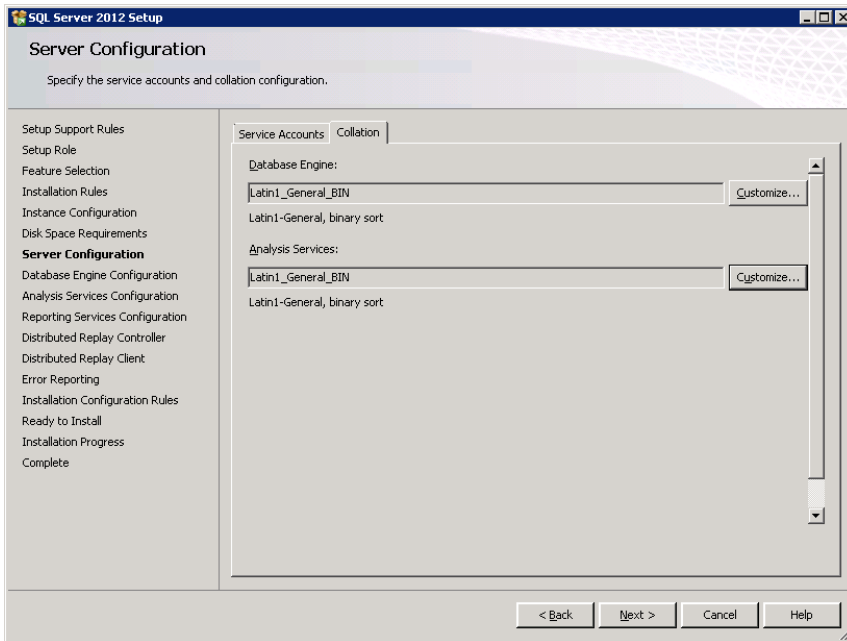 SQL Server 2012 Setup
Server Configuration
Specify the service accounts and collation configuration.
Setup Support Rules
Setup Role
Feature Selection
Installation Rules
Instance Configuration
Disk Space Requirements
Server Configuration
Database Engine Configuration
Analysis Services Configuration
Reporting Services Configuration
Distributed Replay Controller
Distributed Replay Client
Error Reporting
Installation Configuration Rules
Ready to Install
Installation Progress
Complete
Service Accounts Collation
Database Engine:
Latin1_General_BIN Customize...
Latin1-General, binary sort
Analysis Services:
Latin1_General_BIN Customize...
Latin1-General, binary sort
< Back Next > Cancel Help